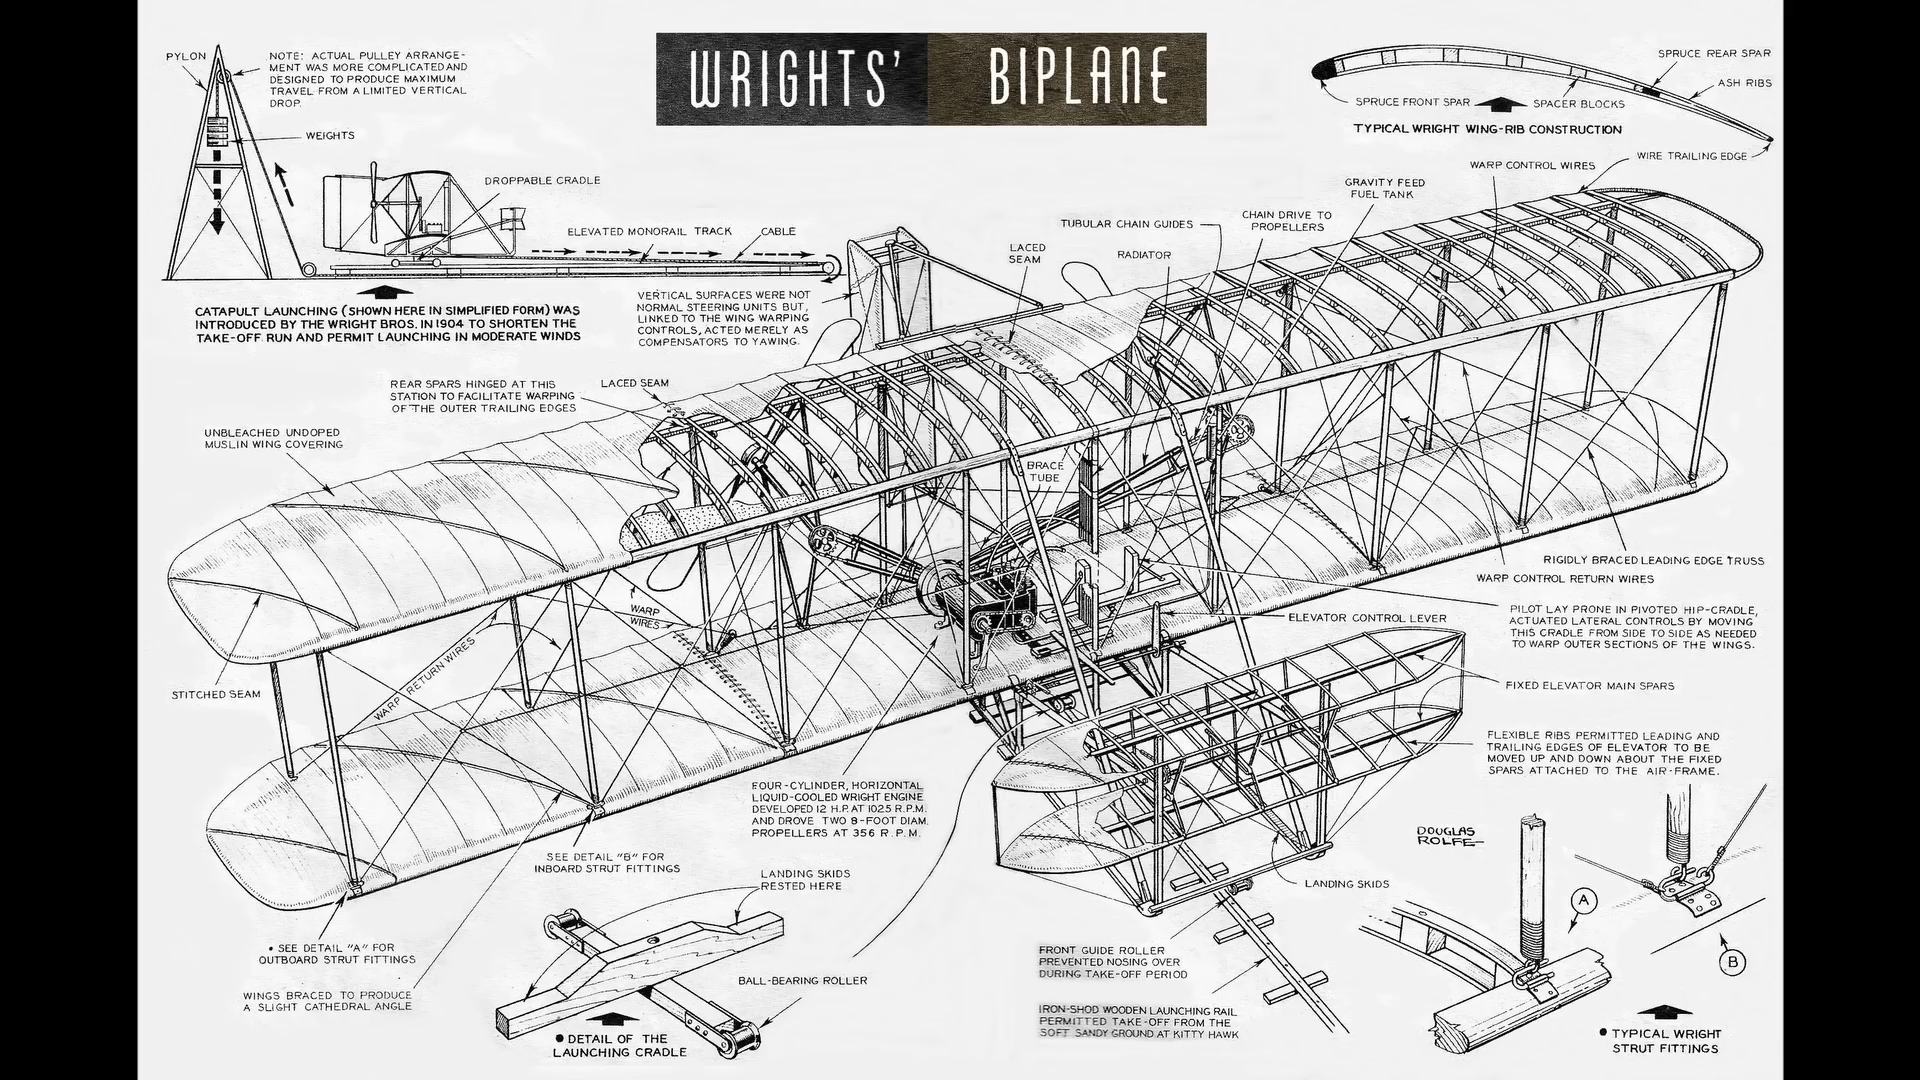 WRIGHTS' BIPLANE
PYLON
NOTE: ACTUAL PULLEY ARRANGE-
MENT WAS MORE COMPLICATED AND
DESIGNED TO PRODUCE MAXIMUM
TRAVEL FROM A LIMITED VERTICAL
DROP.
WEIGHTS
DROPPABLE CRADLE
ELEVATED MONORAIL TRACK
CABLE
CATAPULT LAUNCHING (SHOWN HERE IN SIMPLIFIED FORM) WAS
INTRODUCED BY THE WRIGHT BROS. IN 1904 TO SHORTEN THE
TAKE-OFF RUN AND PERMIT LAUNCHING IN MODERATE WINDS
VERTICAL SURFACES WERE NOT
NORMAL STEERING UNITS BUT,
LINKED TO THE WING WARPING
CONTROLS, ACTED MERELY AS
COMPENSATORS TO YAWING.
SPRUCE REAR SPAR
ASH RIBS
SPRUCE FRONT SPAR
SPACER BLOCKS
TYPICAL WRIGHT WING-RIB CONSTRUCTION
WIRE TRAILING EDGE
WARP CONTROL WIRES
GRAVITY FEED
FUEL TANK
CHAIN DRIVE TO
PROPELLERS
TUBULAR CHAIN GUIDES
RADIATOR
LACED
SEAM
REAR SPARS HINGED AT THIS
STATION TO FACILITATE WARPING
OF THE OUTER TRAILING EDGES
LACED SEAM
UNBLEACHED UNDOPED
MUSLIN WING COVERING
BRACE
TUBE
RIGIDLY BRACED LEADING EDGE TRUSS
WARP CONTROL RETURN WIRES
WARP
WIRES
ELEVATOR CONTROL LEVER
PILOT LAY PRONE IN PIVOTED HIP-CRADLE,
ACTUATED LATERAL CONTROLS BY MOVING
THIS CRADLE FROM SIDE TO SIDE AS NEEDED
TO WARP OUTER SECTIONS OF THE WINGS.
STITCHED SEAM
WARP RETURN WIRES
FIXED ELEVATOR MAIN SPARS
FLEXIBLE RIBS PERMITTED LEADING AND
TRAILING EDGES OF ELEVATOR TO BE
MOVED UP AND DOWN ABOUT THE FIXED
SPARS ATTACHED TO THE AIR-FRAME.
FOUR-CYLINDER, HORIZONTAL
LIQUID-COOLED WRIGHT ENGINE
DEVELOPED 12 H.P. AT 1025 R.P.M.
AND DROVE TWO 8-FOOT DIAM.
PROPELLERS AT 356 R.P.M.
DOUGLAS
ROLFE
SEE DETAIL "B" FOR
INBOARD STRUT FITTINGS
LANDING SKIDS
RESTED HERE
LANDING SKIDS
A
B
• SEE DETAIL "A" FOR
OUTBOARD STRUT FITTINGS
WINGS BRACED TO PRODUCE
A SLIGHT CATHEDRAL ANGLE
BALL-BEARING ROLLER
FRONT GUIDE ROLLER
PREVENTED NOSING OVER
DURING TAKE-OFF PERIOD
IRON-SHOD WOODEN LAUNCHING RAIL
PERMITTED TAKE-OFF FROM THE
SOFT SANDY GROUND AT KITTY HAWK
• DETAIL OF THE
LAUNCHING CRADLE
• TYPICAL WRIGHT
STRUT FITTINGS